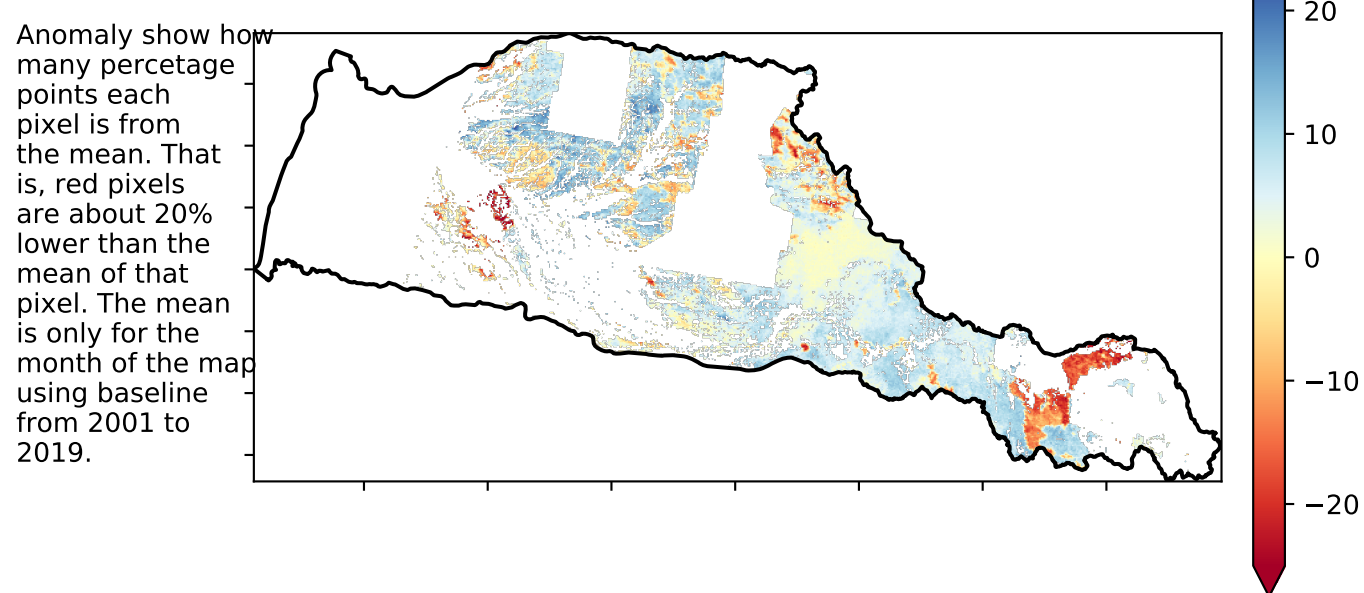 Anomaly show how
many percetage
points each
pixel is from
the mean. That
is, red pixels
are about 20%
lower than the
mean of that
pixel. The mean
is only for the
month of the map
using baseline
from 2001 to
2019.
20
10
0
−10
−20